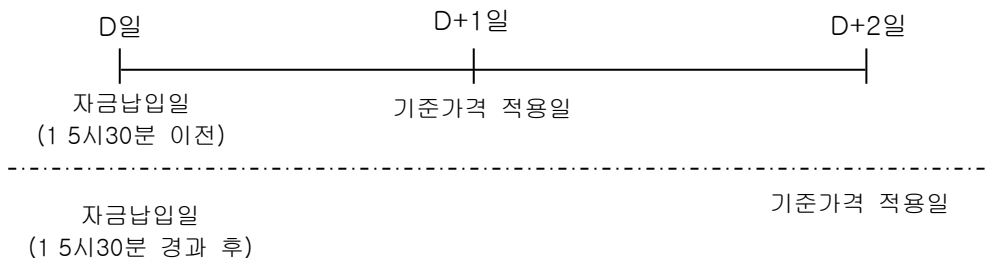 D일 D+1일 D+2일
자금납입일 기준가격 적용일
(1 5시30분 이전)
기준가격 적용일
자금납입일
(1 5시30분 경과 후)